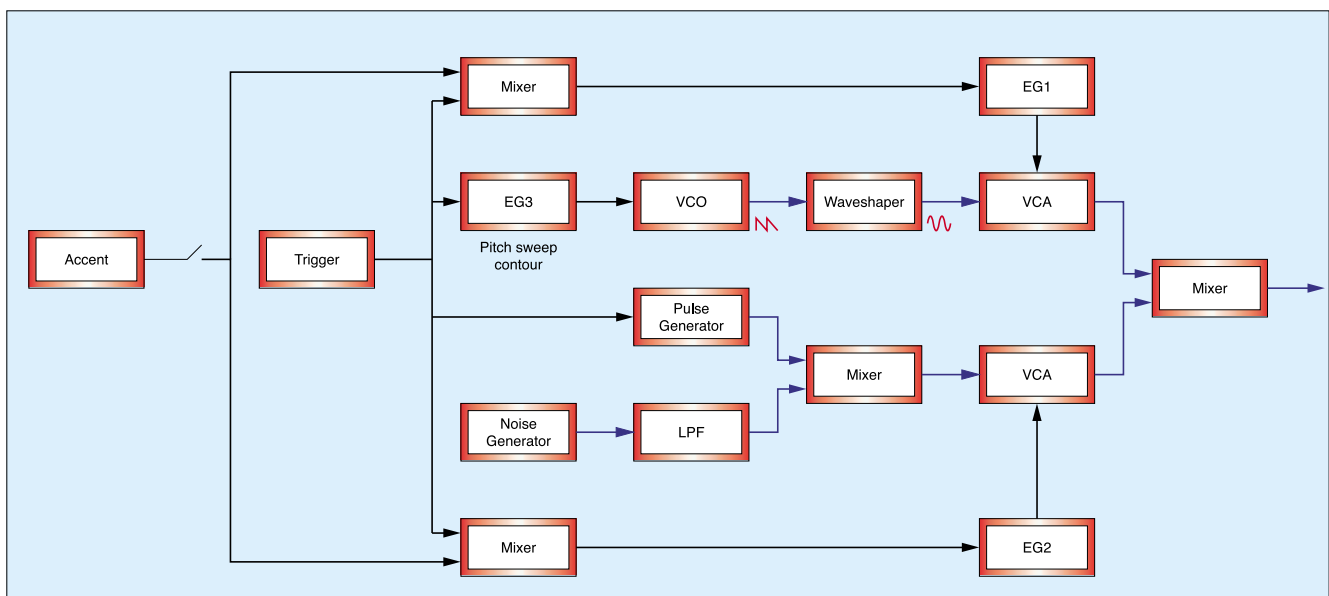 Mixer
EG1
EG3
VCO
Waveshaper
VCA
Pitch sweep
contour
Accent
Trigger
Mixer
Pulse
Generator
Mixer
VCA
Noise
Generator
LPF
Mixer
EG2